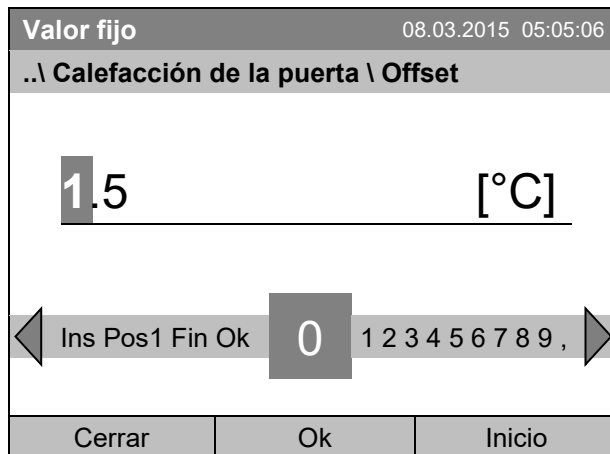 Valor fijo 08.03.2015 05:05:06
..\ Calefacción de la puerta \ Offset
1.5 [°C]
Ins Pos1 Fin Ok 0 1 2 3 4 5 6 7 8 9 ,
Cerrar Ok Inicio